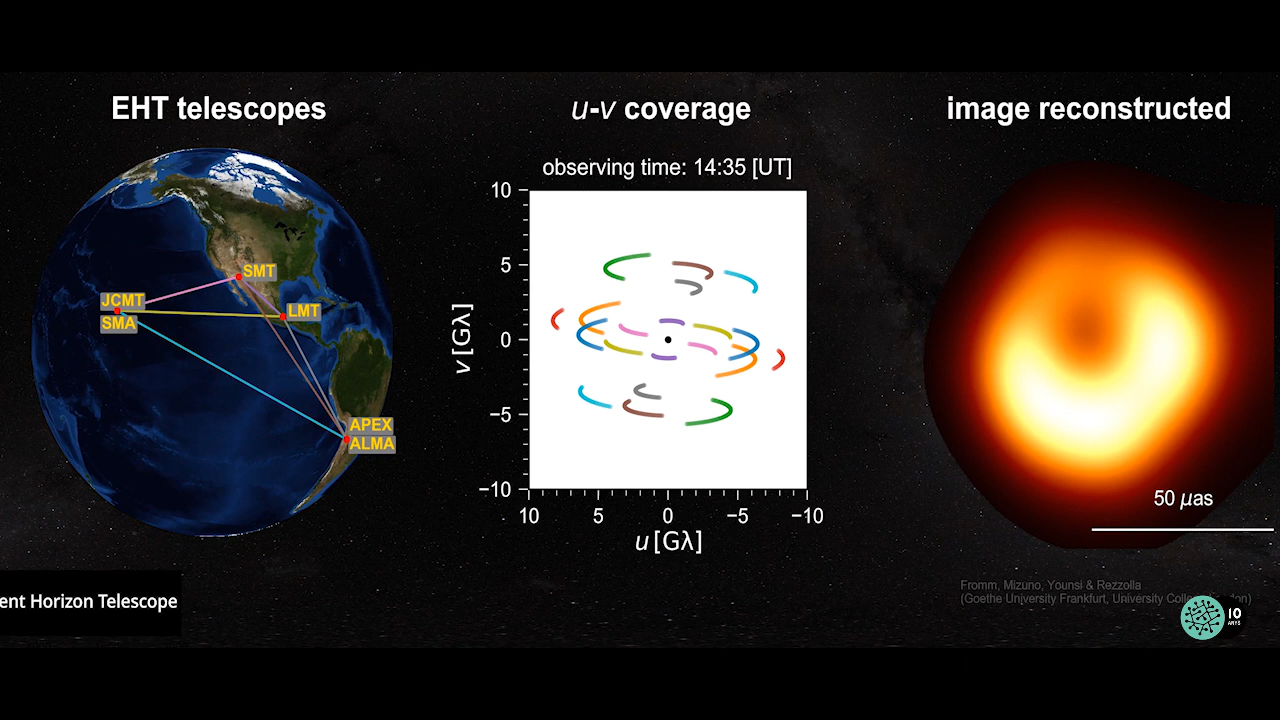 EHT telescopes
u-v coverage
image reconstructed
observing time: 14:35 [UT]
SMT
JCMT
SMA
LMT
APEX
ALMA
10
5
0
−5
−10
v [Gλ]
10
5
0
−5
−10
u [Gλ]
50 μas
Fromm, Mizuno, Younsi & Rezzolla
(Goethe University Frankfurt, University
ent Horizon Telescope
10
ANYS